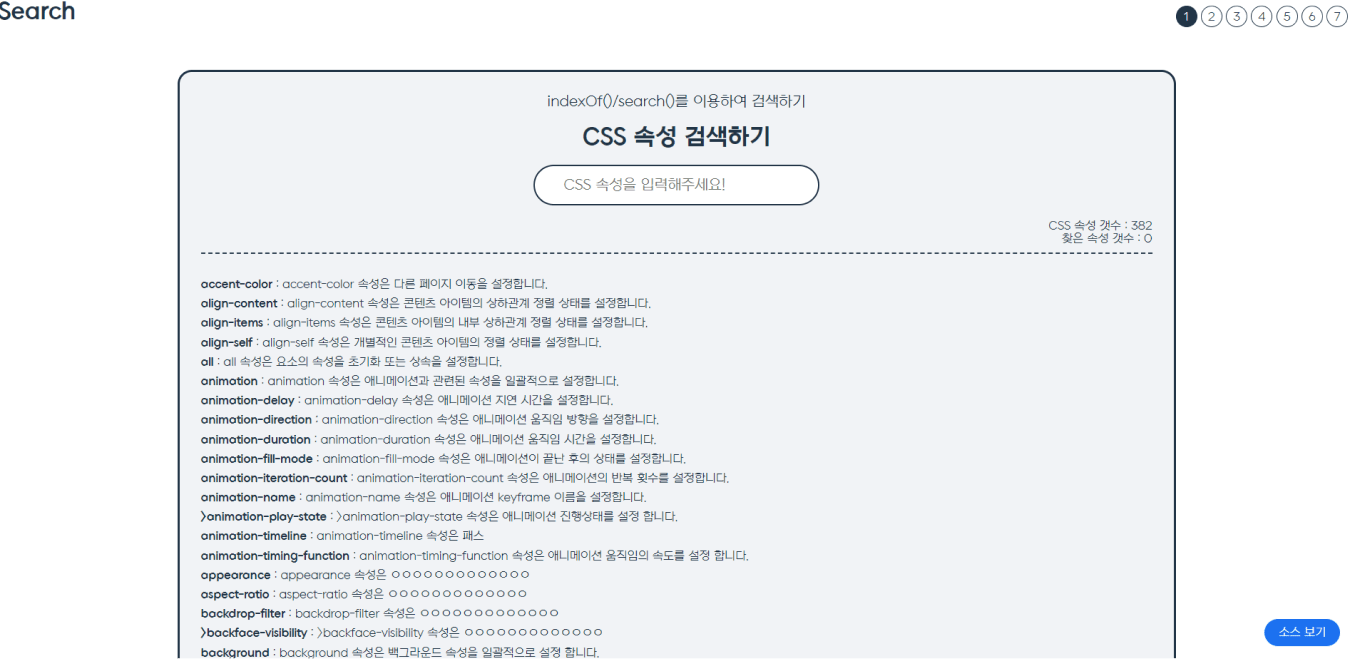 Search
1 2 3 4 5 6 7
indexOf()/search()를 이용하여 검색하기
CSS 속성 검색하기
CSS 속성을 입력해주세요!
CSS 속성 갯수 : 382
찾은 속성 갯수 : 0
accent-color : accent-color 속성은 다른 페이지 이동을 설정합니다.
align-content : align-content 속성은 콘텐츠 아이템의 상하관계 정렬 상태를 설정합니다.
align-items : align-items 속성은 콘텐츠 아이템의 내부 상하관계 정렬 상태를 설정합니다.
align-self : align-self 속성은 개별적인 콘텐츠 아이템의 정렬 상태를 설정합니다.
all : all 속성은 요소의 속성을 초기화 또는 상속을 설정합니다.
animation : animation 속성은 애니메이션과 관련된 속성을 일괄적으로 설정합니다.
animation-delay : animation-delay 속성은 애니메이션 지연 시간을 설정합니다.
animation-direction : animation-direction 속성은 애니메이션 움직임 방향을 설정합니다.
animation-duration : animation-duration 속성은 애니메이션 움직임 시간을 설정합니다.
animation-fill-mode : animation-fill-mode 속성은 애니메이션이 끝난 후의 상태를 설정합니다.
animation-iteration-count : animation-iteration-count 속성은 애니메이션의 반복 횟수를 설정합니다.
animation-name : animation-name 속성은 애니메이션 keyframe 이름을 설정합니다.
>animation-play-state : >animation-play-state 속성은 애니메이션 진행상태를 설정 합니다.
animation-timeline : animation-timeline 속성은 패스
animation-timing-function : animation-timing-function 속성은 애니메이션 움직임의 속도를 설정 합니다.
appearance : appearance 속성은 ㅇㅇㅇㅇㅇㅇㅇㅇㅇㅇㅇㅇㅇ
aspect-ratio : aspect-ratio 속성은 ㅇㅇㅇㅇㅇㅇㅇㅇㅇㅇㅇㅇㅇ
backdrop-filter : backdrop-filter 속성은 ㅇㅇㅇㅇㅇㅇㅇㅇㅇㅇㅇㅇㅇ
>backface-visibility : >backface-visibility 속성은 ㅇㅇㅇㅇㅇㅇㅇㅇㅇㅇㅇㅇㅇ
background : background 속성은 백그라운드 속성을 일괄적으로 설정 합니다.
소스 보기